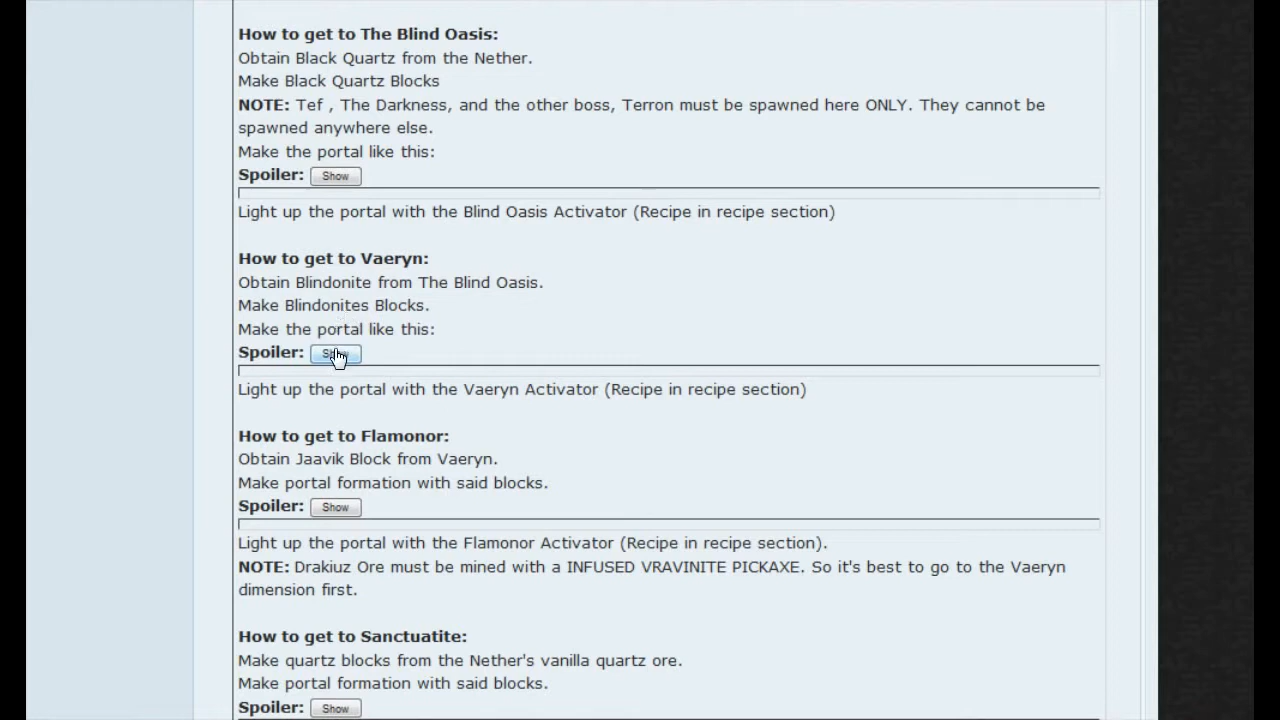 How to get to The Blind Oasis:
Obtain Black Quartz from the Nether.
Make Black Quartz Blocks
NOTE: Tef , The Darkness, and the other boss, Terron must be spawned here ONLY. They cannot be
spawned anywhere else.
Make the portal like this:
Spoiler: Show
Light up the portal with the Blind Oasis Activator (Recipe in recipe section)
How to get to Vaeryn:
Obtain Blindonite from The Blind Oasis.
Make Blindonites Blocks.
Make the portal like this:
Spoiler:
Light up the portal with the Vaeryn Activator (Recipe in recipe section)
How to get to Flamonor:
Obtain Jaavik Block from Vaeryn.
Make portal formation with said blocks.
Spoiler: Show
Light up the portal with the Flamonor Activator (Recipe in recipe section).
NOTE: Drakiuz Ore must be mined with a INFUSED VRAVINITE PICKAXE. So it's best to go to the Vaeryn
dimension first.
How to get to Sanctuatite:
Make quartz blocks from the Nether's vanilla quartz ore.
Make portal formation with said blocks.
Spoiler: Show